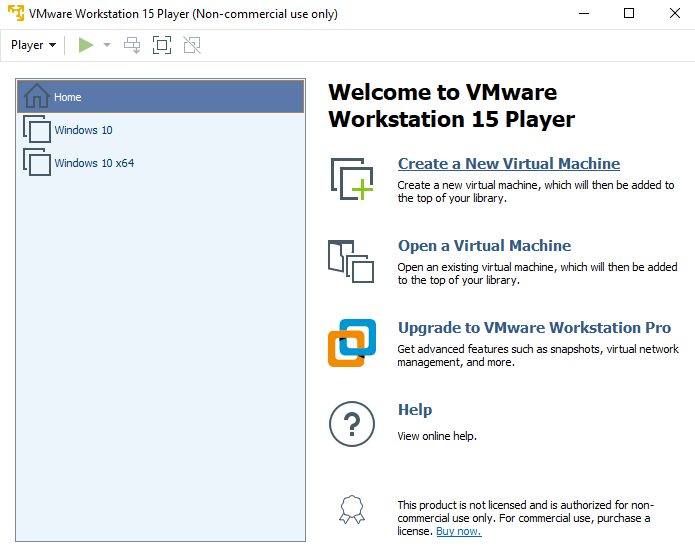 VMware Workstation 15 Player (Non-commercial use only)
Player
Home
Windows 10
Windows 10 x64
Welcome to VMware
Workstation 15 Player
Create a New Virtual Machine
Create a new virtual machine, which will then be added
to the top of your library.
Open a Virtual Machine
Open an existing virtual machine, which will then be added
to the top of your library.
Upgrade to VMware Workstation Pro
Get advanced features such as snapshots, virtual network
management, and more.
?
Help
View online help.
This product is not licensed and is authorized for non-
commercial use only. For commercial use, purchase a
license. Buy now.